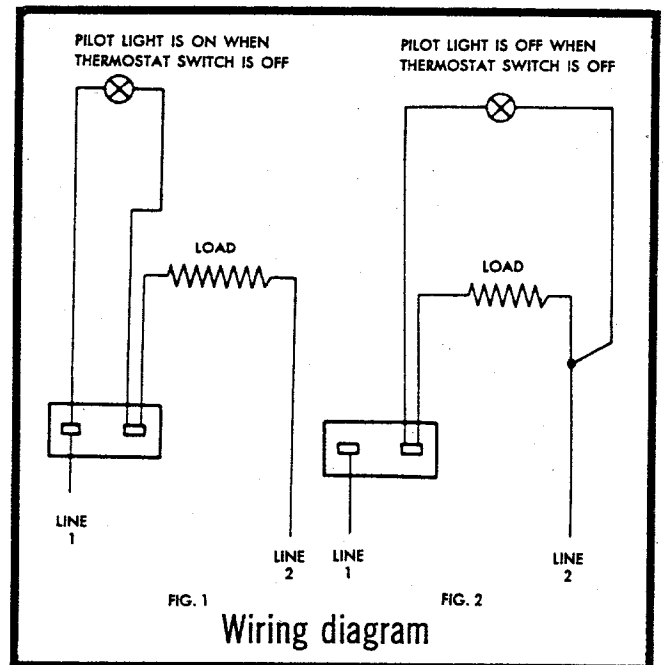 PILOT LIGHT IS ON WHEN
THERMOSTAT SWITCH IS OFF
LOAD
LINE
1
LINE
2
FIG. 1
PILOT LIGHT IS OFF WHEN
THERMOSTAT SWITCH IS OFF
LOAD
LINE
1
LINE
2
FIG. 2
Wiring diagram